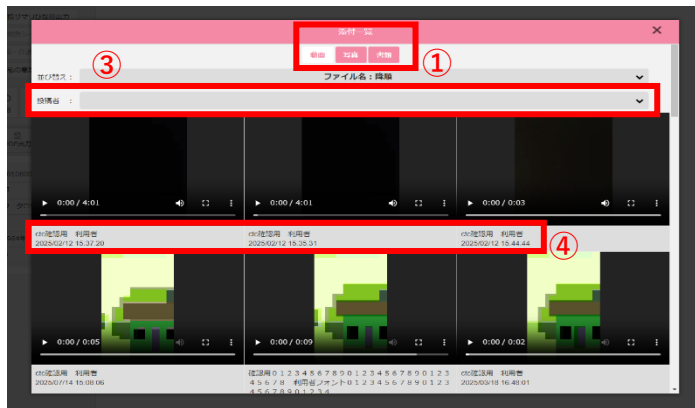 添付一覧
×
①
動画 写真 書類
③
並び替え：
ファイル名：降順
投稿者 ：
0:00 / 4:01
0:00 / 4:01
0:00 / 0:03
ctc確認用 利用者
2025/02/12 15:37:20
ctc確認用 利用者
2025/02/12 15:35:31
ctc確認用 利用者
2025/02/12 15:44:44
④
0:00 / 0:05
0:00 / 0:09
0:00 / 0:02
ctc確認用 利用者
2025/07/14 15:08:06
確認用０１２３４５６７８９０１２３４５６７８９０１２３
４５６７８ 利用者フォント０１２３４５６７８９０１２３
４５６７８９０１２３４
ctc確認用 利用者
2025/03/18 16:48:01